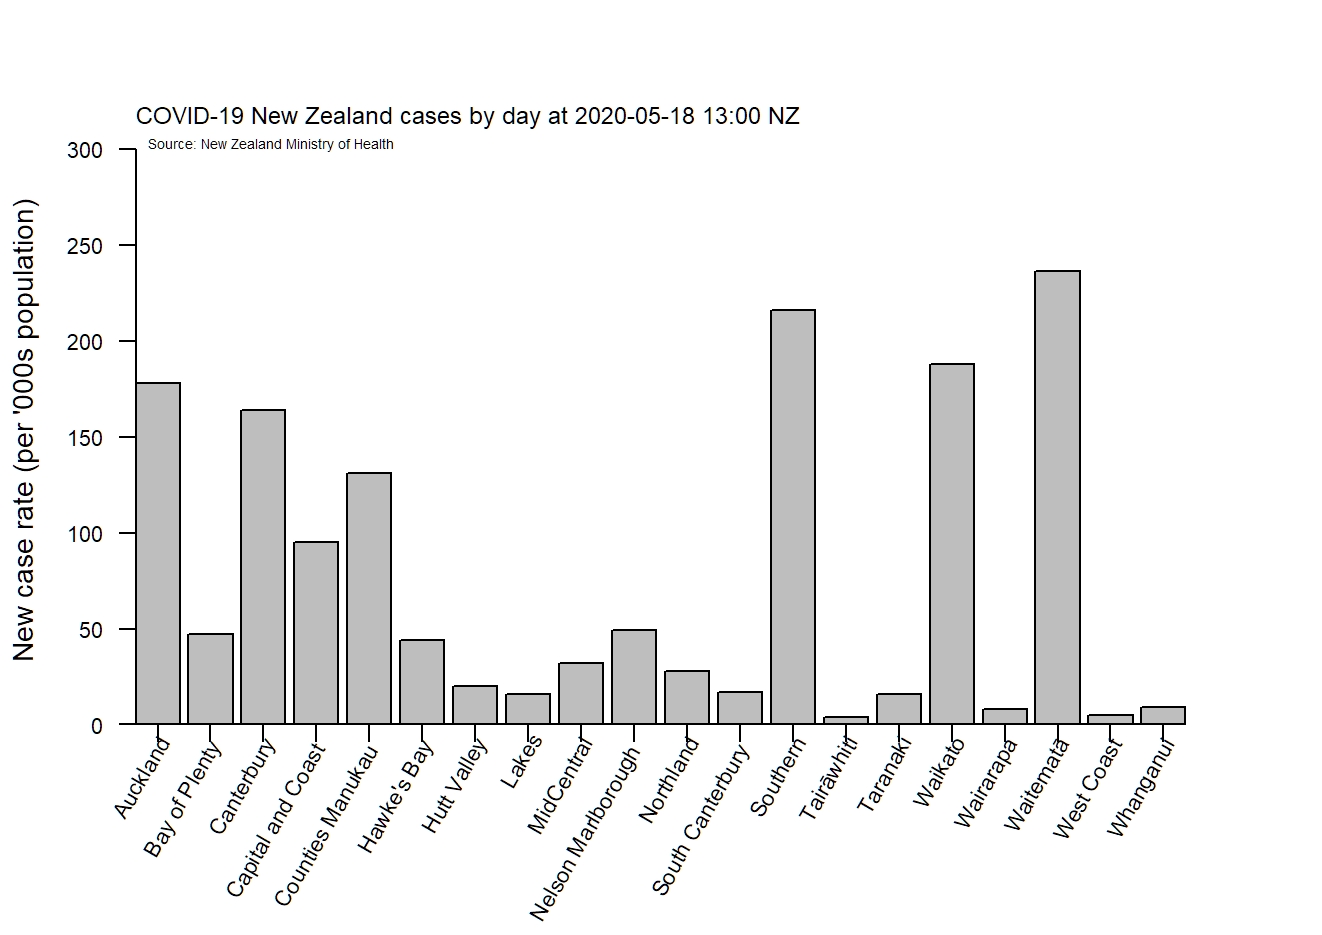 COVID-19 New Zealand cases by day at 2020-05-18 13:00 NZ
Source: New Zealand Ministry of Health
New case rate (per '000s population)
300
250
200
150
100
50
0
Auckland
Bay of Plenty
Canterbury
Capital and Coast
Counties Manukau
Hawke's Bay
Hutt Valley
Lakes
MidCentral
Nelson Marlborough
Northland
South Canterbury
Southern
Tairāwhiti
Taranaki
Waikato
Wairarapa
Waitematā
West Coast
Whanganui